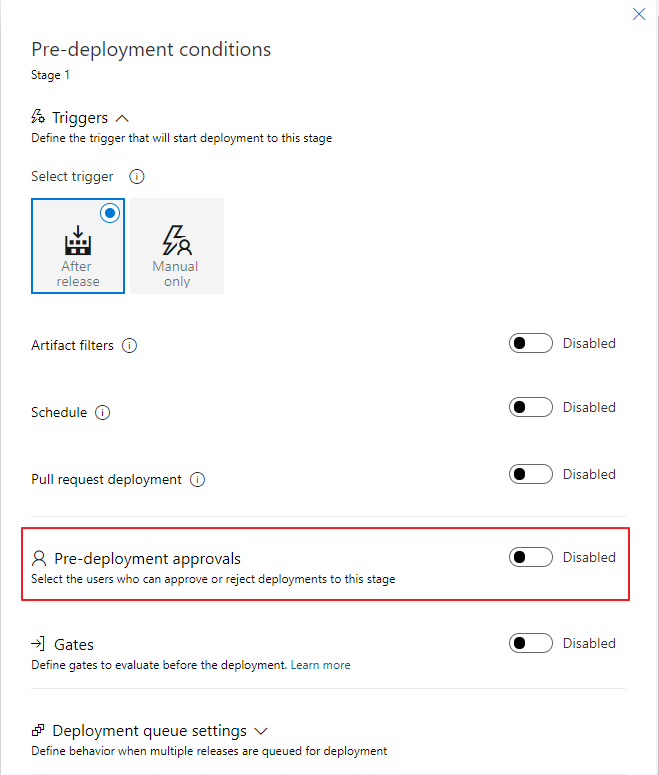 Pre-deployment conditions
Stage 1
Triggers
Define the trigger that will start deployment to this stage
Select trigger
After
release
Manual
only
Artifact filters
Disabled
Schedule
Disabled
Pull request deployment
Disabled
Pre-deployment approvals
Disabled
Select the users who can approve or reject deployments to this stage
Gates
Disabled
Define gates to evaluate before the deployment. Learn more
Deployment queue settings
Define behavior when multiple releases are queued for deployment